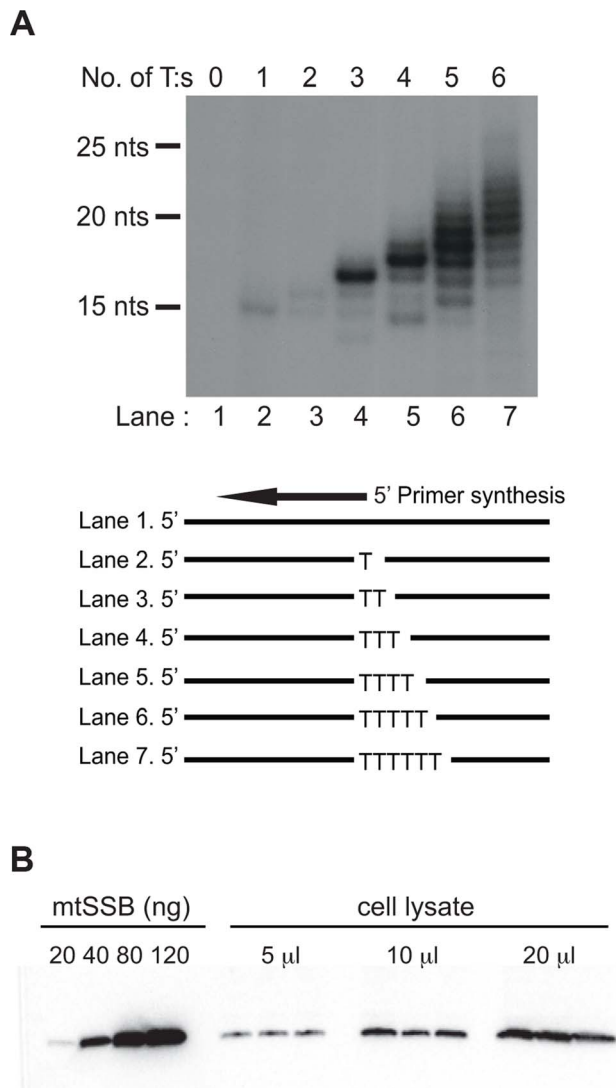 A
No. of T:s 0 1 2 3 4 5 6
25 nts
20 nts
15 nts
Lane : 1 2 3 4 5 6 7
5’ Primer synthesis
Lane 1. 5’
Lane 2. 5’ T
Lane 3. 5’ TT
Lane 4. 5’ TTT
Lane 5. 5’ TTTT
Lane 6. 5’ TTTTT
Lane 7. 5’ TTTTTT
B
mtSSB (ng) cell lysate
20 40 80 120 5 μl 10 μl 20 μl